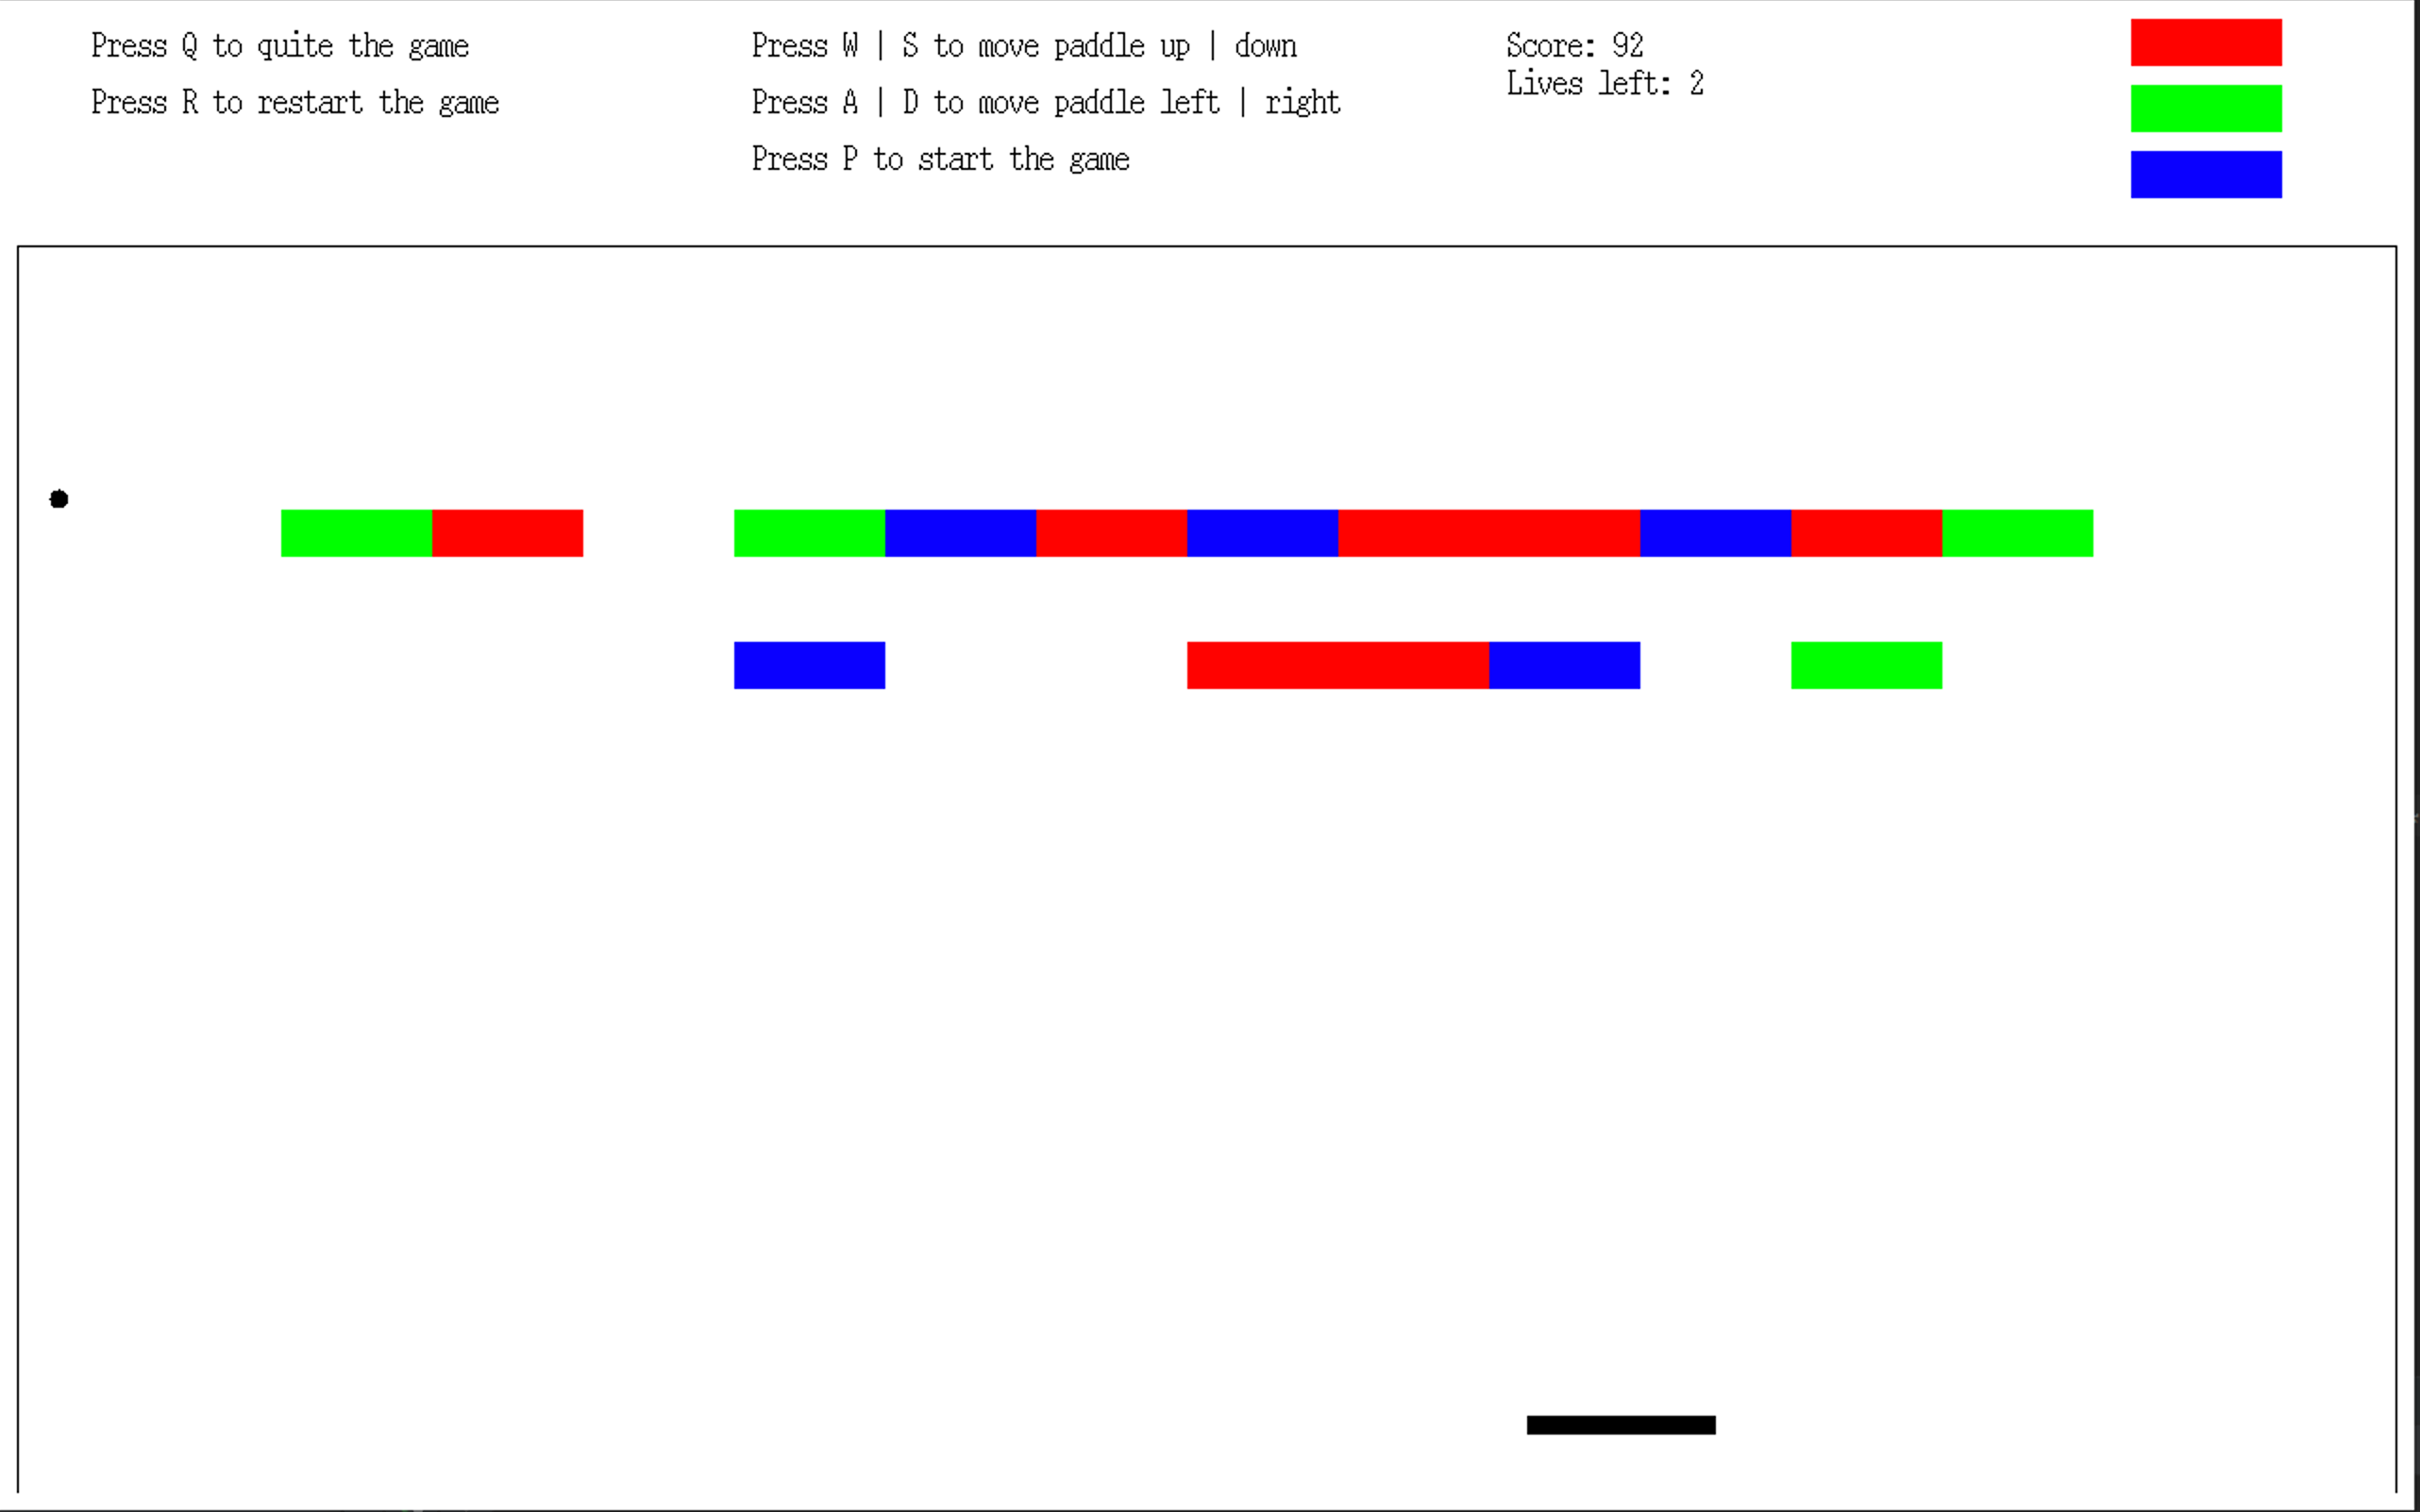 Press Q to quite the game
Press R to restart the game
Press W | S to move paddle up | down
Press A | D to move paddle left | right
Press P to start the game
Score: 92
Lives left: 2